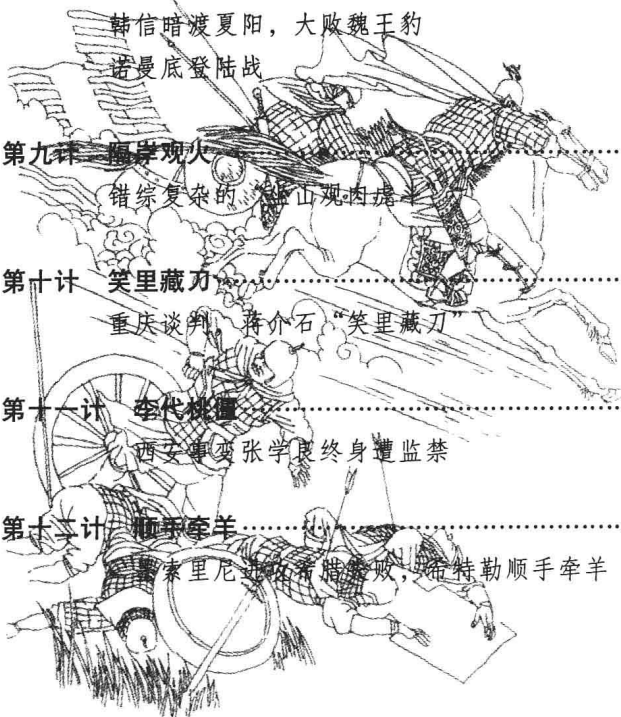 韩信暗渡夏阳，大败魏王豹
诺曼底登陆战
第九计 隔岸观火……………………
错综复杂的“坐山观两虎斗”
第十计 笑里藏刀……………………
重庆谈判，蒋介石“笑里藏刀”
第十一计 李代桃僵……………………
西安事变张学良终身遭监禁
第十二计 顺手牵羊……………………
墨索里尼进攻希腊失败，希特勒顺手牵羊